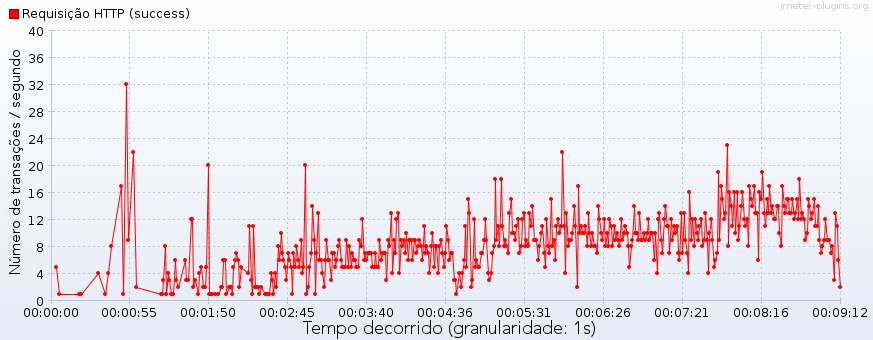 jmeter-plugins.org
Requisição HTTP (success)
40
36
32
28
24
20
16
12
8
4
0
Número de transações / segundo
00:00:00 00:00:55 00:01:50 00:02:45 00:03:40 00:04:36 00:05:31 00:06:26 00:07:21 00:08:16 00:09:12
Tempo decorrido (granularidade: 1s)